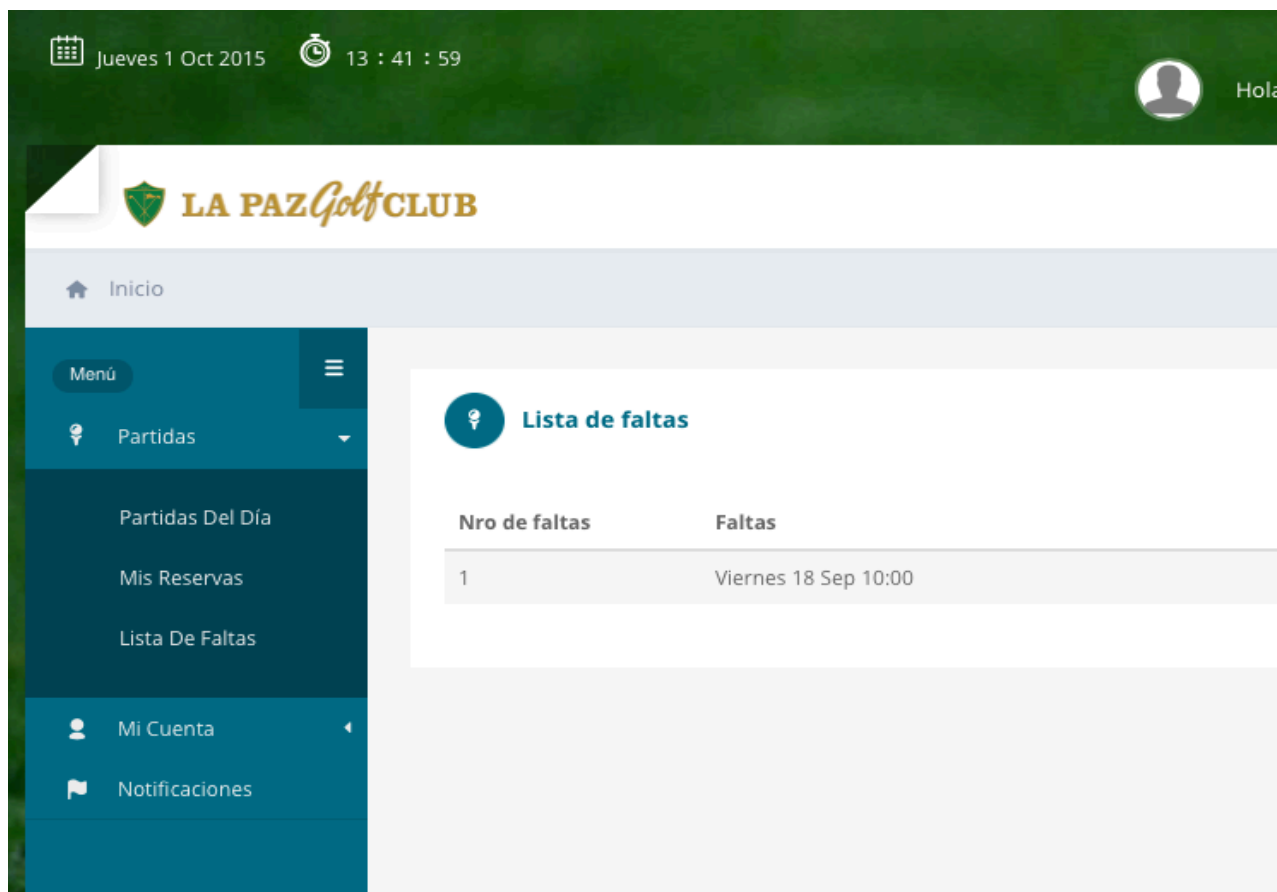 Jueves 1 Oct 2015 13 : 41 : 59
Hola
LA PAZ Golf CLUB
Inicio
Menú
Partidas
Partidas Del Día
Mis Reservas
Lista De Faltas
Mi Cuenta
Notificaciones
Lista de faltas
Nro de faltas Faltas
1 Viernes 18 Sep 10:00